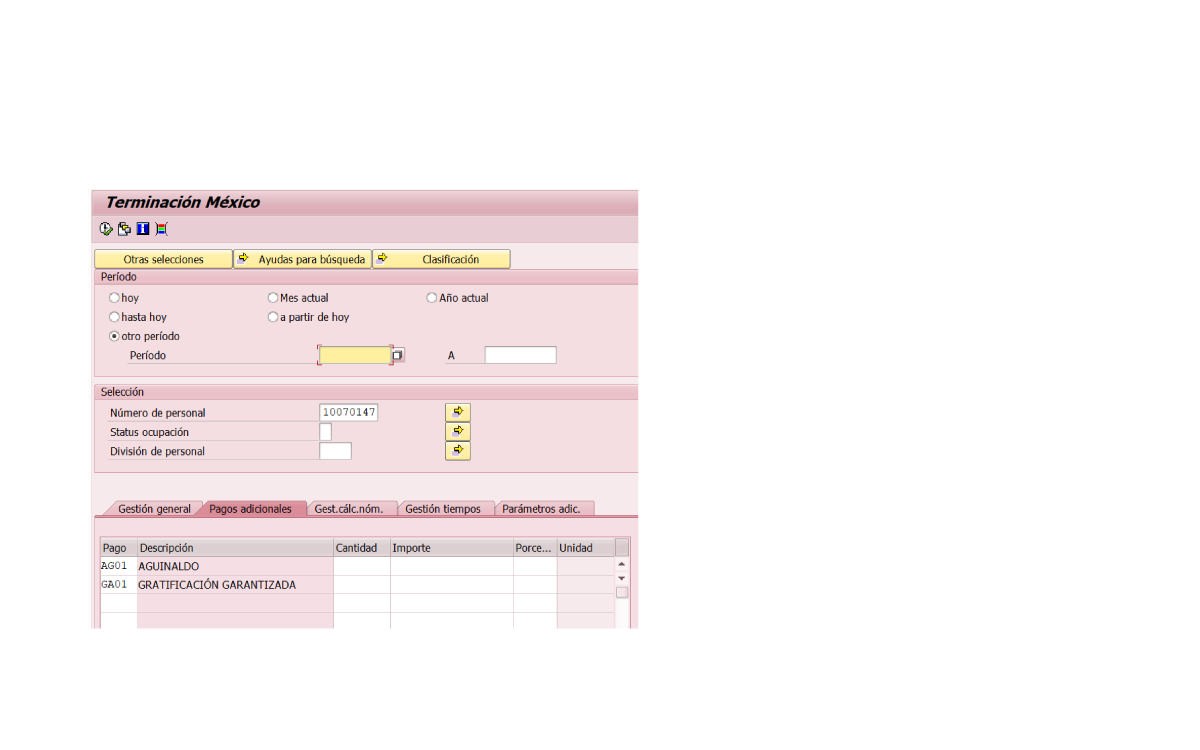 Terminación México
Otras selecciones Ayudas para búsqueda Clasificación
Período
hoy Mes actual Año actual
hasta hoy a partir de hoy
otro período
Período A
Selección
Número de personal 10070147
Status ocupación
División de personal
Gestión general Pagos adicionales Gest.cálc.nóm. Gestión tiempos Parámetros adic.
Pago Descripción Cantidad Importe Porce... Unidad
AG01 AGUINALDO
GA01 GRATIFICACIÓN GARANTIZADA